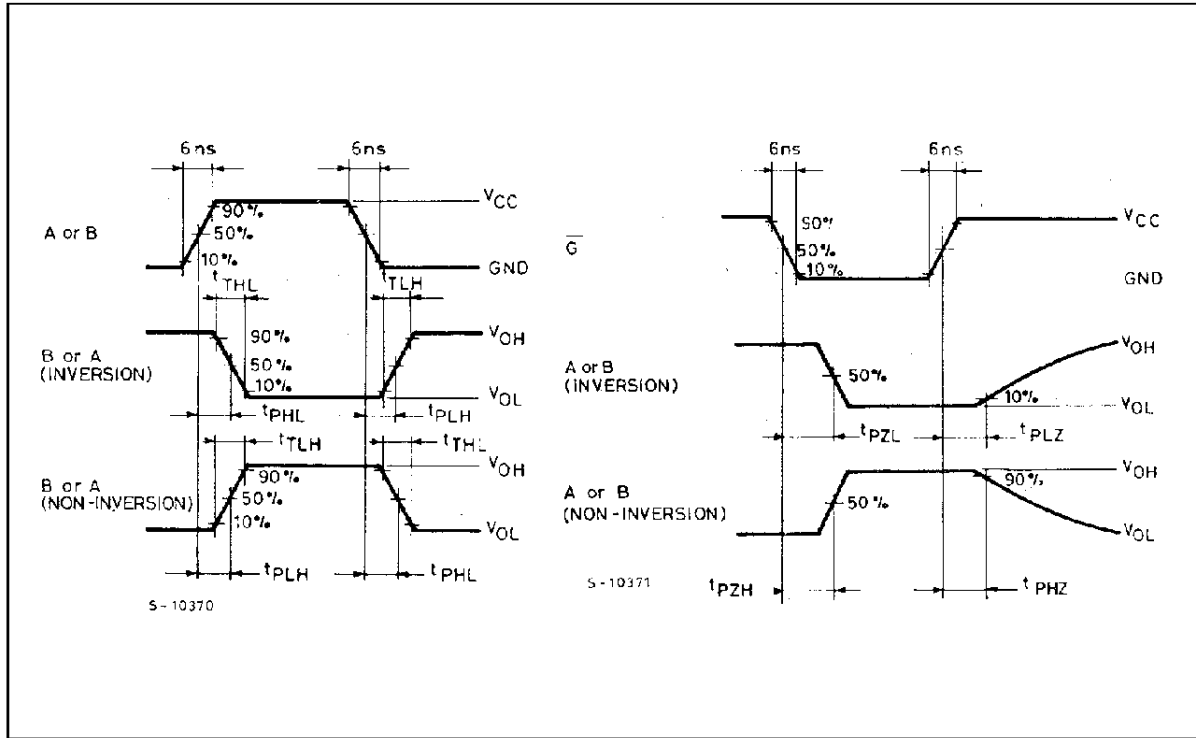 6ns 6ns
VCC
90%
A or B
50%
10%
GND
tTHL tTLH
VOH
90%
B or A
(INVERSION)
50%
10%
VOL
tPHL tPLH
tTLH tTHL
VOH
90%
B or A
(NON-INVERSION)
50%
10%
VOL
tPLH tPHL
S-10370
6ns 6ns
VCC
90%
G
50%
10%
GND
VOH
A or B
(INVERSION)
50%
10%
VOL
tPZL tPLZ
VOH
90%
A or B
(NON-INVERSION)
50%
VOL
S-10371
tPZH tPHZ